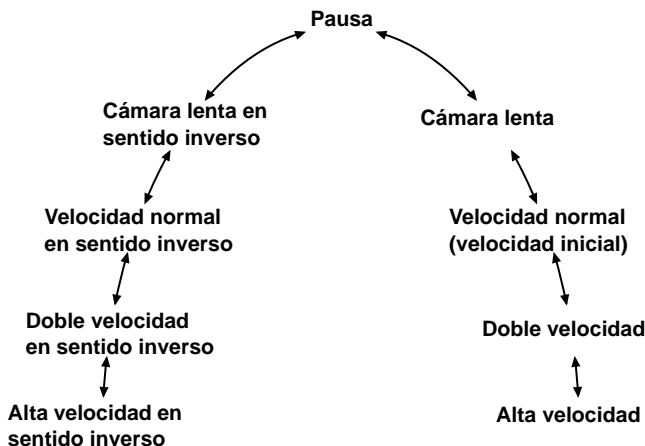 Pausa
Cámara lenta en
sentido inverso
Cámara lenta
Velocidad normal
en sentido inverso
Velocidad normal
(velocidad inicial)
Doble velocidad
en sentido inverso
Doble velocidad
Alta velocidad en
sentido inverso
Alta velocidad